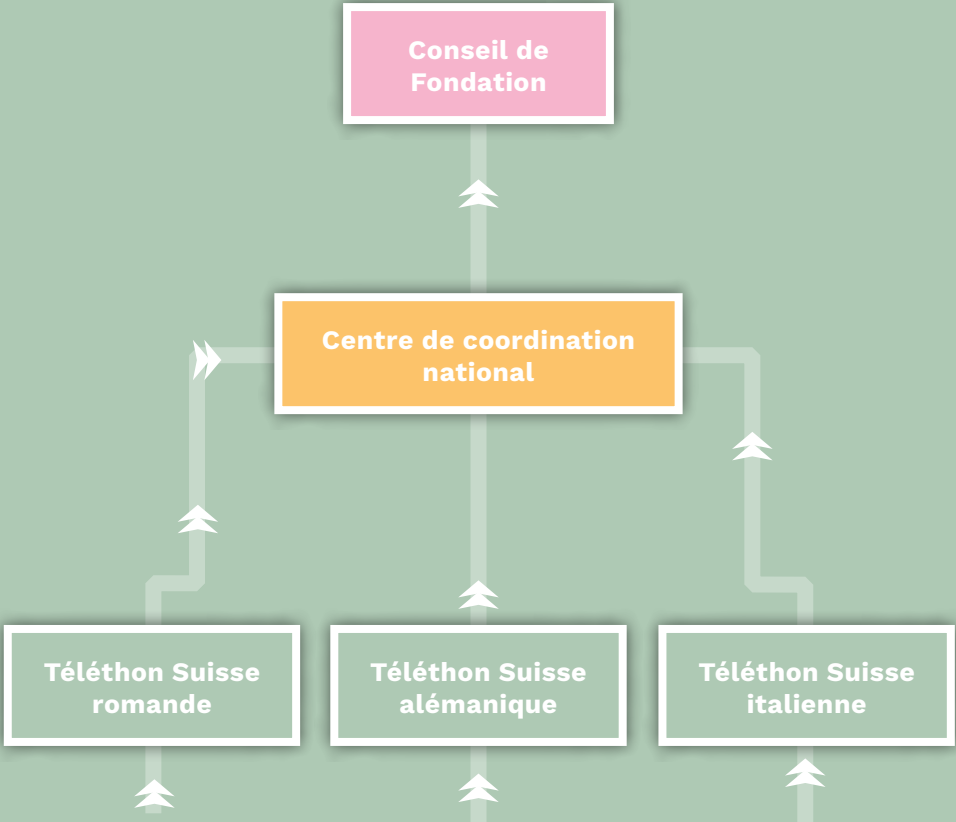 Conseil de
Fondation
Centre de coordination
national
Téléthon Suisse
romande
Téléthon Suisse
alémanique
Téléthon Suisse
italienne